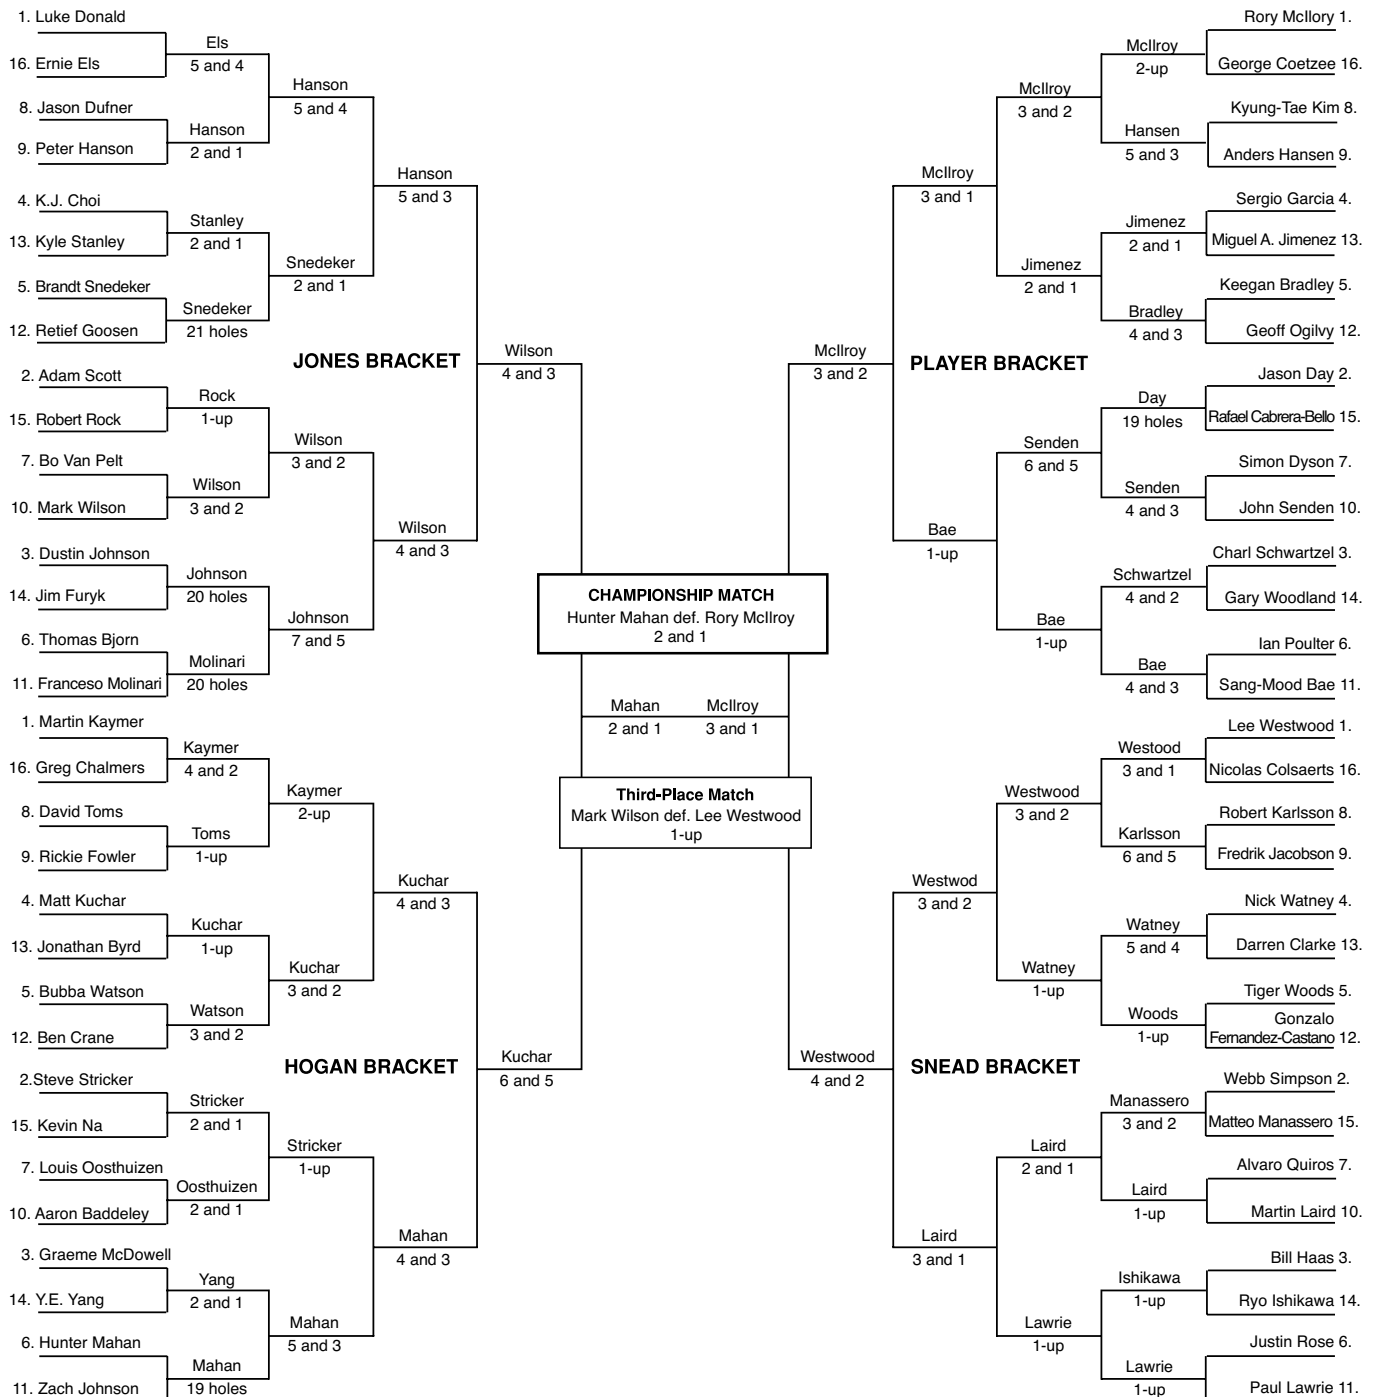 1. Luke Donald
16. Ernie Els
8. Jason Dufner
9. Peter Hanson
4. K.J. Choi
13. Kyle Stanley
5. Brandt Snedeker
12. Retief Goosen
2. Adam Scott
15. Robert Rock
7. Bo Van Pelt
10. Mark Wilson
3. Dustin Johnson
14. Jim Furyk
6. Thomas Bjorn
11. Franceso Molinari
1. Martin Kaymer
16. Greg Chalmers
8. David Toms
9. Rickie Fowler
4. Matt Kuchar
13. Jonathan Byrd
5. Bubba Watson
12. Ben Crane
2.Steve Stricker
15. Kevin Na
7. Louis Oosthuizen
10. Aaron Baddeley
3. Graeme McDowell
14. Y.E. Yang
6. Hunter Mahan
11. Zach Johnson
Els
5 and 4
Hanson
2 and 1
Stanley
2 and 1
Snedeker
21 holes
Rock
1-up
Wilson
3 and 2
Johnson
20 holes
Molinari
20 holes
Kaymer
4 and 2
Toms
1-up
Kuchar
1-up
Watson
3 and 2
Stricker
2 and 1
Oosthuizen
2 and 1
Yang
2 and 1
Mahan
19 holes
Hanson
5 and 4
Snedeker
2 and 1
Wilson
3 and 2
Johnson
7 and 5
Kaymer
2-up
Kuchar
3 and 2
Stricker
1-up
Mahan
5 and 3
Hanson
5 and 3
JONES BRACKET
Wilson
4 and 3
Kuchar
4 and 3
HOGAN BRACKET
Mahan
4 and 3
Wilson
4 and 3
Kuchar
6 and 5
CHAMPIONSHIP MATCH
Hunter Mahan def. Rory McIlroy
2 and 1
Mahan
2 and 1
McIlroy
3 and 1
Third-Place Match
Mark Wilson def. Lee Westwood
1-up
McIlroy
3 and 2
Westwood
4 and 2
McIlroy
3 and 1
PLAYER BRACKET
Bae
1-up
Westwod
3 and 2
SNEAD BRACKET
Laird
3 and 1
McIlroy
3 and 2
Jimenez
2 and 1
Senden
6 and 5
Bae
1-up
Westwood
3 and 2
Watney
1-up
Laird
2 and 1
Lawrie
1-up
McIlroy
2-up
Hansen
5 and 3
Jimenez
2 and 1
Bradley
4 and 3
Day
19 holes
Senden
4 and 3
Schwartzel
4 and 2
Bae
4 and 3
Westood
3 and 1
Karlsson
6 and 5
Watney
5 and 4
Woods
1-up
Manassero
3 and 2
Laird
1-up
Ishikawa
1-up
Lawrie
1-up
Rory McIlory 1.
George Coetzee 16.
Kyung-Tae Kim 8.
Anders Hansen 9.
Sergio Garcia 4.
Miguel A. Jimenez 13.
Keegan Bradley 5.
Geoff Ogilvy 12.
Jason Day 2.
Rafael Cabrera-Bello 15.
Simon Dyson 7.
John Senden 10.
Charl Schwartzel 3.
Gary Woodland 14.
Ian Poulter 6.
Sang-Mood Bae 11.
Lee Westwood 1.
Nicolas Colsaerts 16.
Robert Karlsson 8.
Fredrik Jacobson 9.
Nick Watney 4.
Darren Clarke 13.
Tiger Woods 5.
Gonzalo
Fernandez-Castano 12.
Webb Simpson 2.
Matteo Manassero 15.
Alvaro Quiros 7.
Martin Laird 10.
Bill Haas 3.
Ryo Ishikawa 14.
Justin Rose 6.
Paul Lawrie 11.